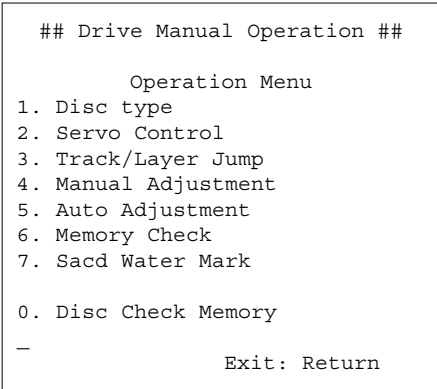 ## Drive Manual Operation ##
Operation Menu
1. Disc type
2. Servo Control
3. Track/Layer Jump
4. Manual Adjustment
5. Auto Adjustment
6. Memory Check
7. Sacd Water Mark
0. Disc Check Memory
_
Exit: Return